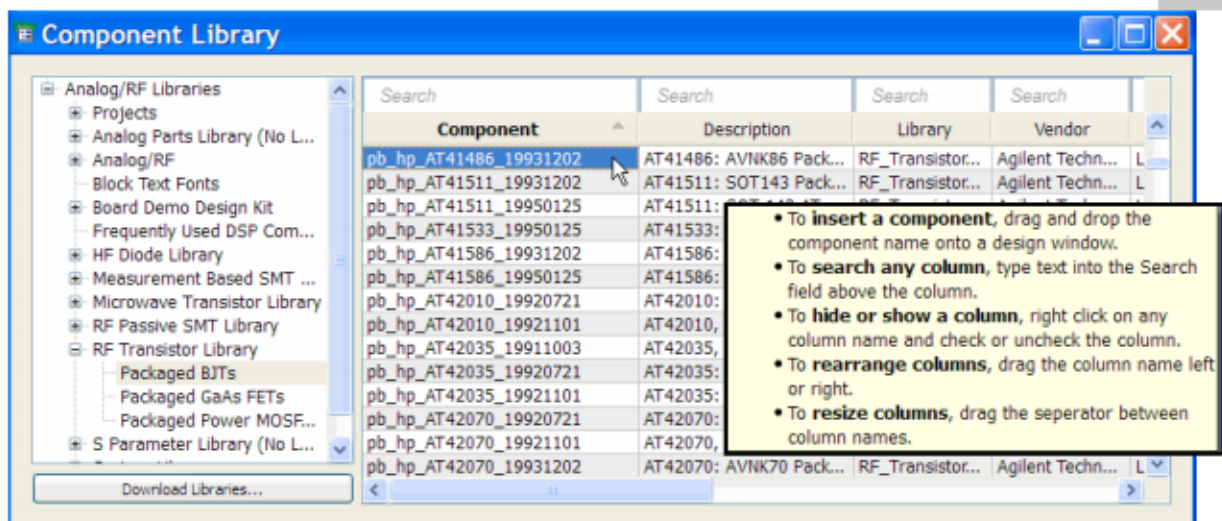 Component Library
Analog/RF Libraries
Projects
Analog Parts Library (No L...
Analog/RF
Block Text Fonts
Board Demo Design Kit
Frequently Used DSP Com...
HF Diode Library
Measurement Based SMT ...
Microwave Transistor Library
RF Passive SMT Library
RF Transistor Library
Packaged BJTs
Packaged GaAs FETs
Packaged Power MOSF...
S Parameter Library (No L...
Download Libraries...
Search Search Search Search
Component Description Library Vendor
pb_hp_AT41486_19931202 AT41486: AVNK86 Pack... RF_Transistor... Agilent Techn... L
pb_hp_AT41511_19931202 AT41511: SOT143 Pack... RF_Transistor... Agilent Techn... L
pb_hp_AT41511_19950125 AT41511:
pb_hp_AT41533_19950125 AT41533:
pb_hp_AT41586_19931202 AT41586:
pb_hp_AT41586_19950125 AT41586:
pb_hp_AT42010_19920721 AT42010:
pb_hp_AT42010_19921101 AT42010,
pb_hp_AT42035_19911003 AT42035,
pb_hp_AT42035_19920721 AT42035:
pb_hp_AT42035_19921101 AT42035:
pb_hp_AT42070_19920721 AT42070:
pb_hp_AT42070_19921101 AT42070,
pb_hp_AT42070_19931202 AT42070: AVNK70 Pack... RF_Transistor... Agilent Techn... L
• To insert a component, drag and drop the
component name onto a design window.
• To search any column, type text into the Search
field above the column.
• To hide or show a column, right click on any
column name and check or uncheck the column.
• To rearrange columns, drag the column name left
or right.
• To resize columns, drag the seperator between
column names.